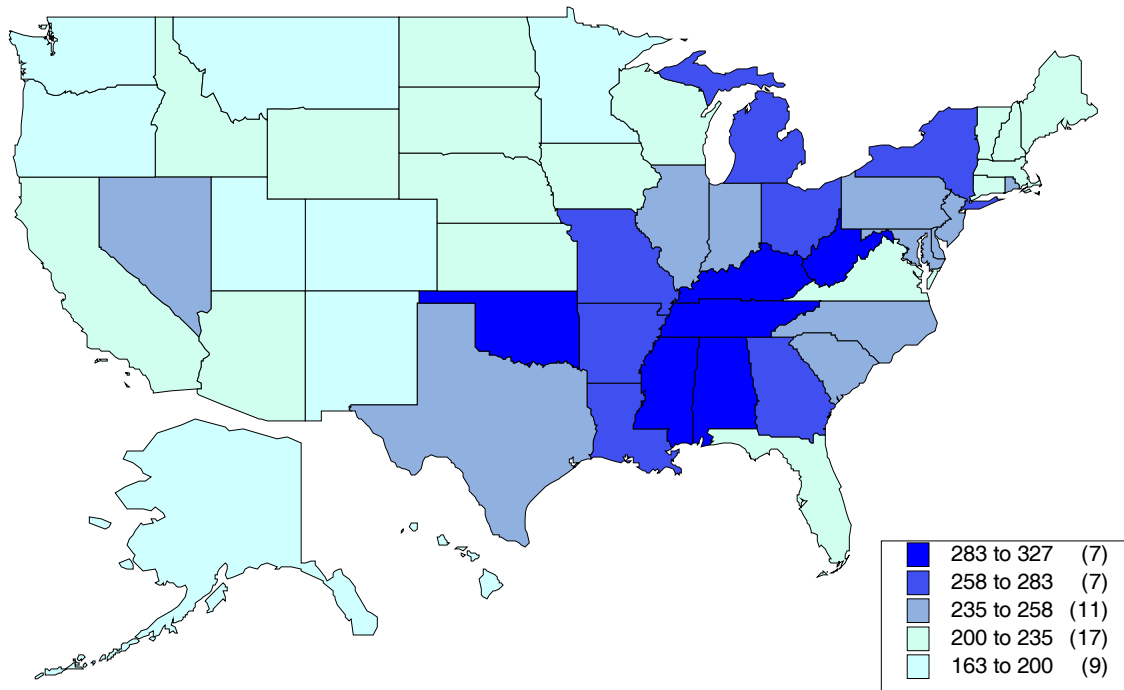 283 to 327 (7)
258 to 283 (7)
235 to 258 (11)
200 to 235 (17)
163 to 200 (9)